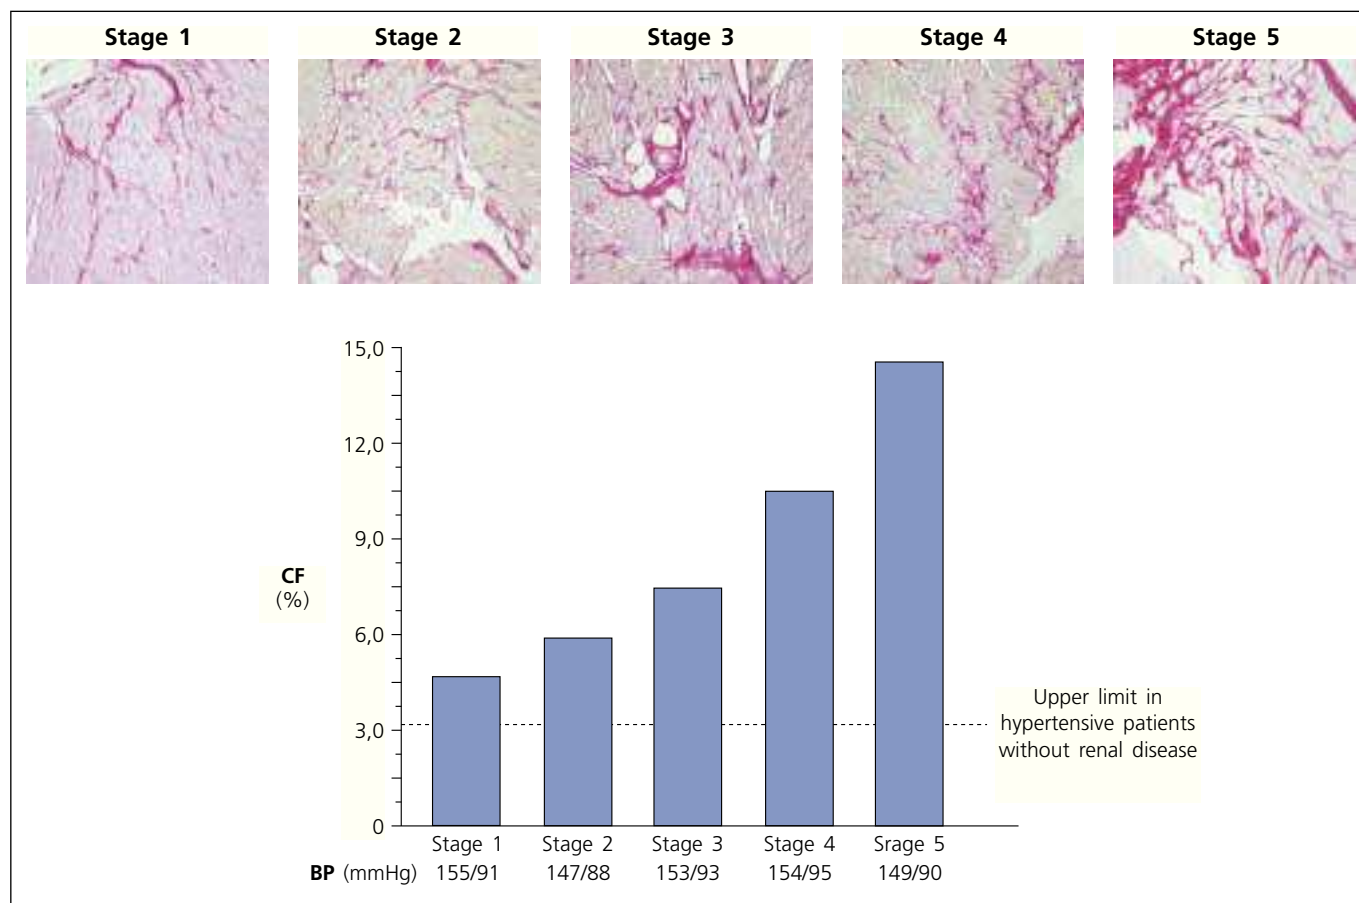 Stage 1 Stage 2 Stage 3 Stage 4 Stage 5
15,0
12,0
9,0
CF
(%)
6,0
3,0
0
Upper limit in
hypertensive patients
without renal disease
Stage 1 Stage 2 Stage 3 Stage 4 Srage 5
BP (mmHg) 155/91 147/88 153/93 154/95 149/90